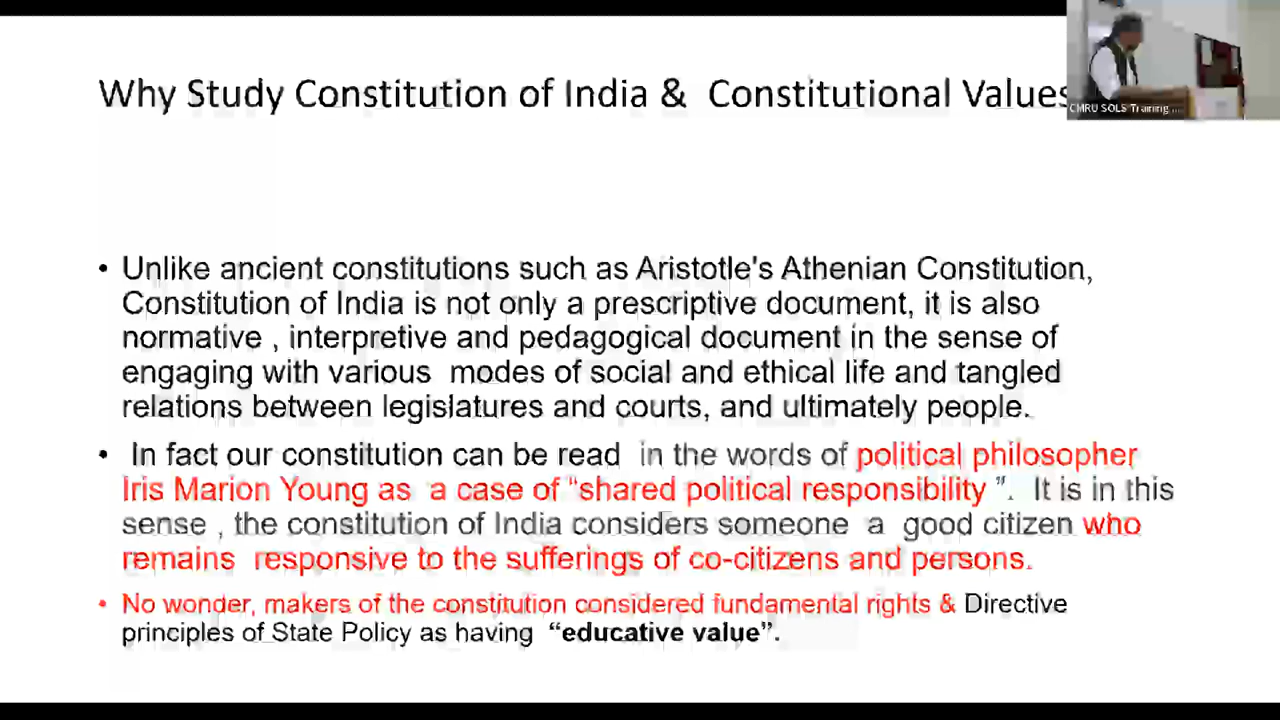 Why Study Constitution of India & Constitutional Values
CMRU SOLS Training....
• Unlike ancient constitutions such as Aristotle's Athenian Constitution,
Constitution of India is not only a prescriptive document, it is also
normative , interpretive and pedagogical document in the sense of
engaging with various modes of social and ethical life and tangled
relations between legislatures and courts, and ultimately people.
• In fact our constitution can be read in the words of political philosopher
Iris Marion Young as a case of “shared political responsibility ”. It is in this
sense , the constitution of India considers someone a good citizen who
remains responsive to the sufferings of co-citizens and persons.
• No wonder, makers of the constitution considered fundamental rights & Directive
principles of State Policy as having “educative value”.